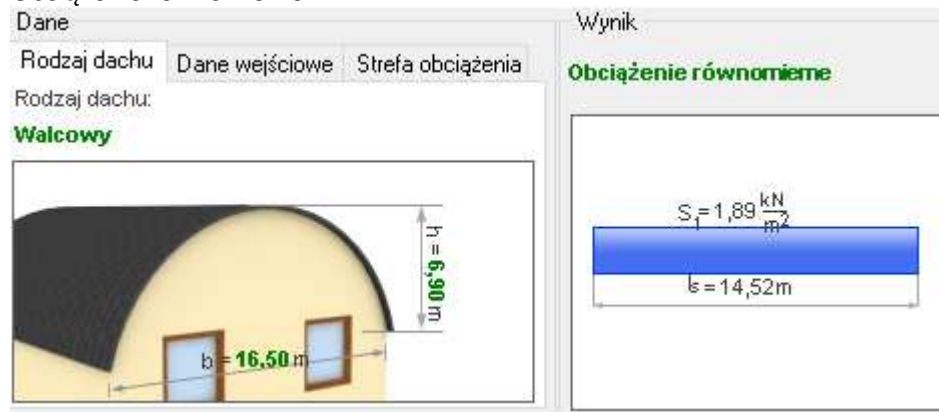 Dane
Rodzaj dachu
Dane wejściowe
Strefa obciążenia
Rodzaj dachu:
Walcowy
h = 6,90 m
b = 16,50 m
Wynik
Obciążenie równomierne
S1= 1,89 kN/m2
ls = 14,52m